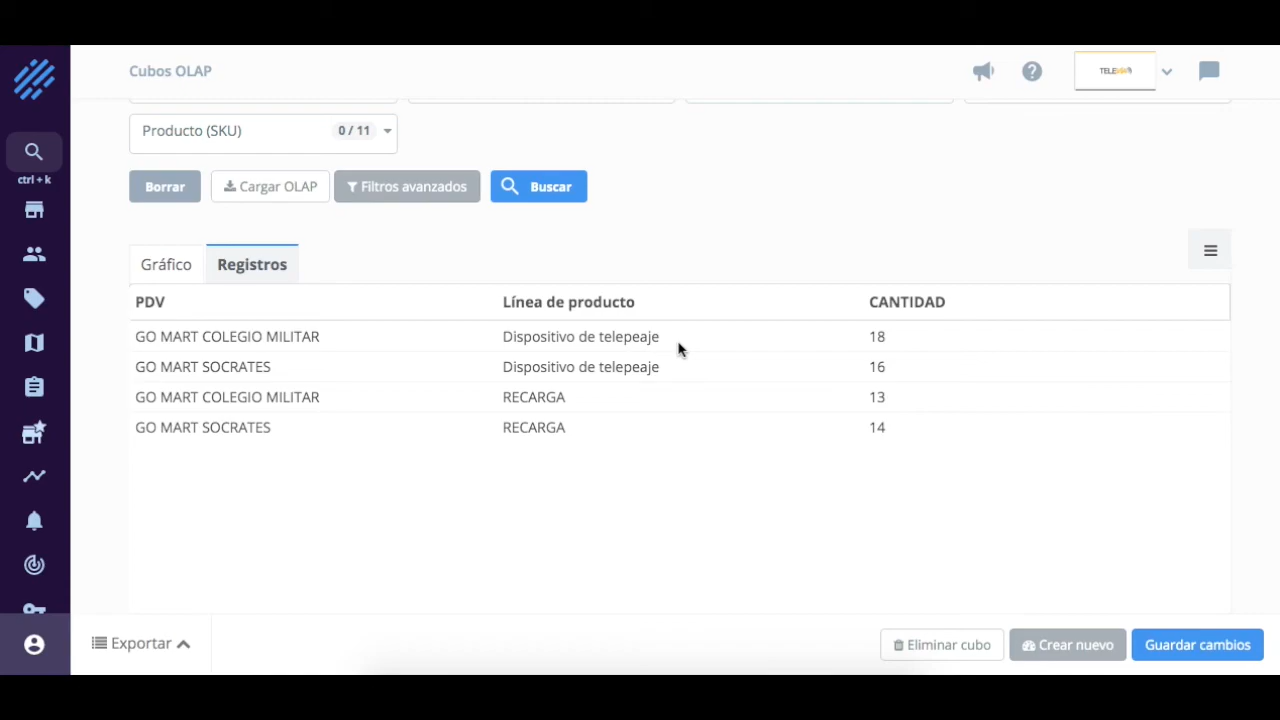 Cubos OLAP
TELE
ctrl + k
Producto (SKU) 0 / 11
Borrar
Cargar OLAP
Filtros avanzados
Buscar
Gráfico
Registros
PDV Línea de producto CANTIDAD
GO MART COLEGIO MILITAR Dispositivo de telepeaje 18
GO MART SOCRATES Dispositivo de telepeaje 16
GO MART COLEGIO MILITAR RECARGA 13
GO MART SOCRATES RECARGA 14
Exportar
Eliminar cubo
Crear nuevo
Guardar cambios